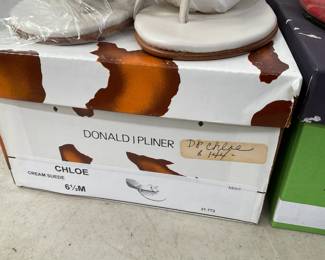 DONALD J PLINER
DP Chloe
CHLOE
CREAM SUEDE
6½M